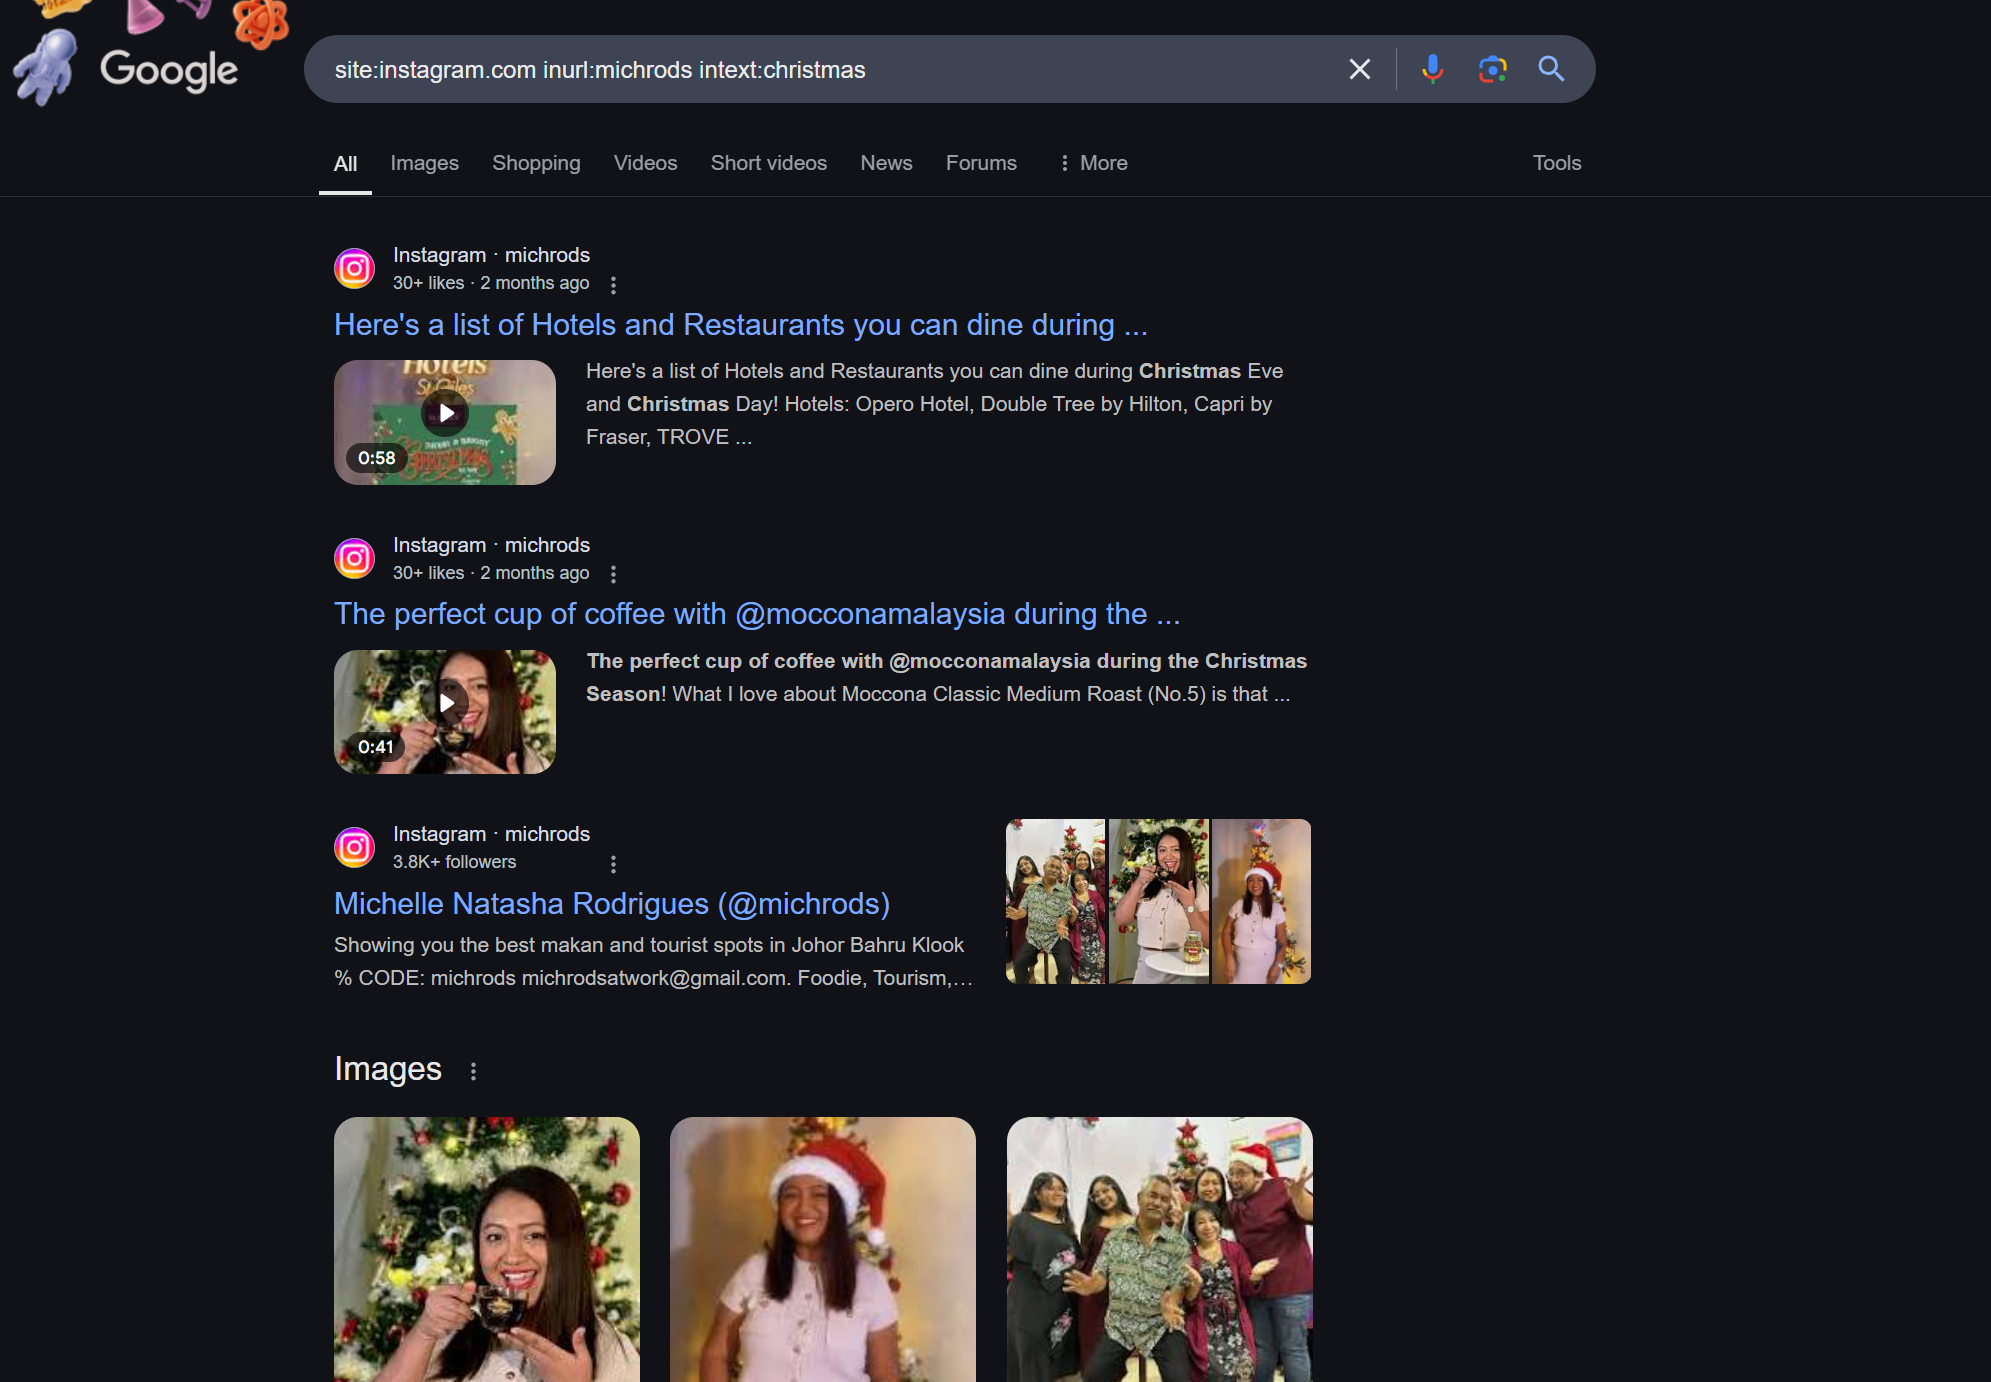 Google
site:instagram.com inurl:michrods intext:christmas
All Images Shopping Videos Short videos News Forums More Tools
Instagram · michrods
30+ likes · 2 months ago
Here's a list of Hotels and Restaurants you can dine during ...
Hotels
St Giles
CHRISTMAS
0:58
Here's a list of Hotels and Restaurants you can dine during Christmas Eve
and Christmas Day! Hotels: Opero Hotel, Double Tree by Hilton, Capri by
Fraser, TROVE ...
Instagram · michrods
30+ likes · 2 months ago
The perfect cup of coffee with @mocconamalaysia during the ...
0:41
The perfect cup of coffee with @mocconamalaysia during the Christmas
Season! What I love about Moccona Classic Medium Roast (No.5) is that ...
Instagram · michrods
3.8K+ followers
Michelle Natasha Rodrigues (@michrods)
Showing you the best makan and tourist spots in Johor Bahru Klook
% CODE: michrods michrodsatwork@gmail.com. Foodie, Tourism,...
Images